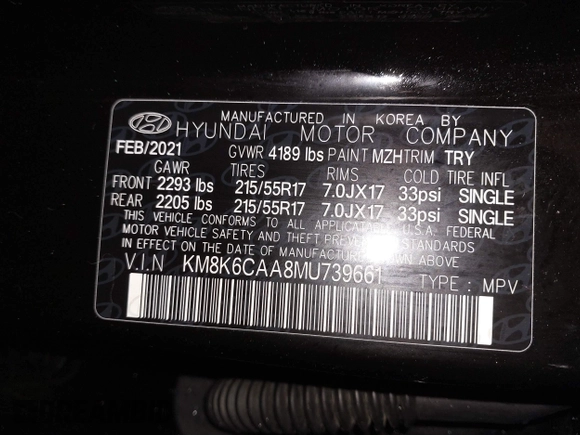 MANUFACTURED IN KOREA BY
HYUNDAI MOTOR COMPANY
FEB/2021 GVWR 4189 lbs PAINT MZH TRIM TRY
GAWR TIRES RIMS COLD TIRE INFL
FRONT 2293 lbs 215/55R17 7.0JX17 33psi SINGLE
REAR 2205 lbs 215/55R17 7.0JX17 33psi SINGLE
THIS VEHICLE CONFORMS TO ALL APPLICATABLE U.S.A. FEDERAL
MOTOR VEHICLE SAFETY, BUMPER, AND THEFT PREVENTION STANDARDS
IN EFFECT ON THE DATE OF MANUFACTURE SHOWN ABOVE.
V.I.N KM8K6CAA8MU739661 TYPE : MPV